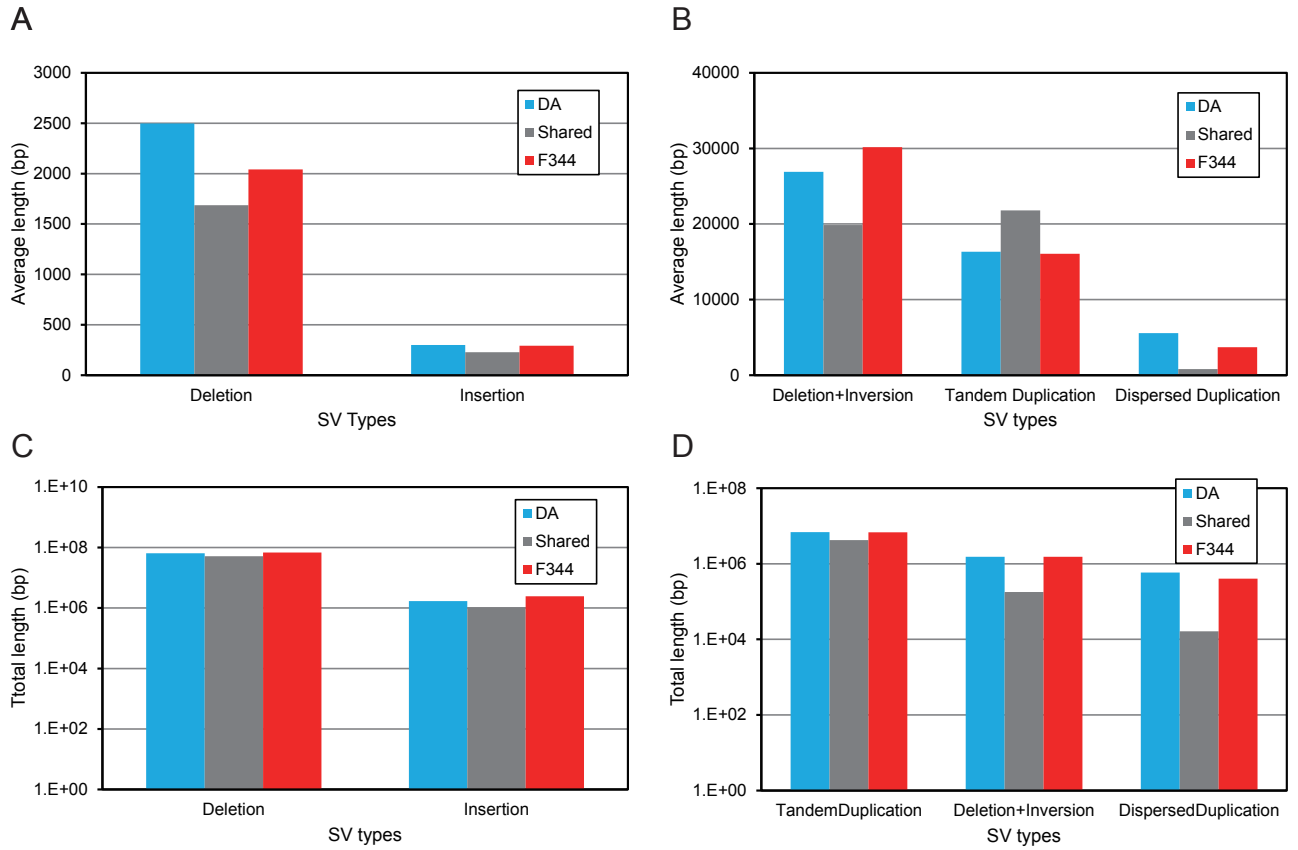 A
Average length (bp)
3000
2500
2000
1500
1000
500
0
DA
Shared
F344
Deletion
Insertion
SV Types
B
Average length (bp)
40000
30000
20000
10000
0
DA
Shared
F344
Deletion+Inversion
Tandem Duplication
Dispersed Duplication
SV types
C
Ttotal length (bp)
1.E+10
1.E+08
1.E+06
1.E+04
1.E+02
1.E+00
DA
Shared
F344
Deletion
Insertion
SV types
D
Total length (bp)
1.E+08
1.E+06
1.E+04
1.E+02
1.E+00
DA
Shared
F344
TandemDuplication
Deletion+Inversion
DispersedDuplication
SV types